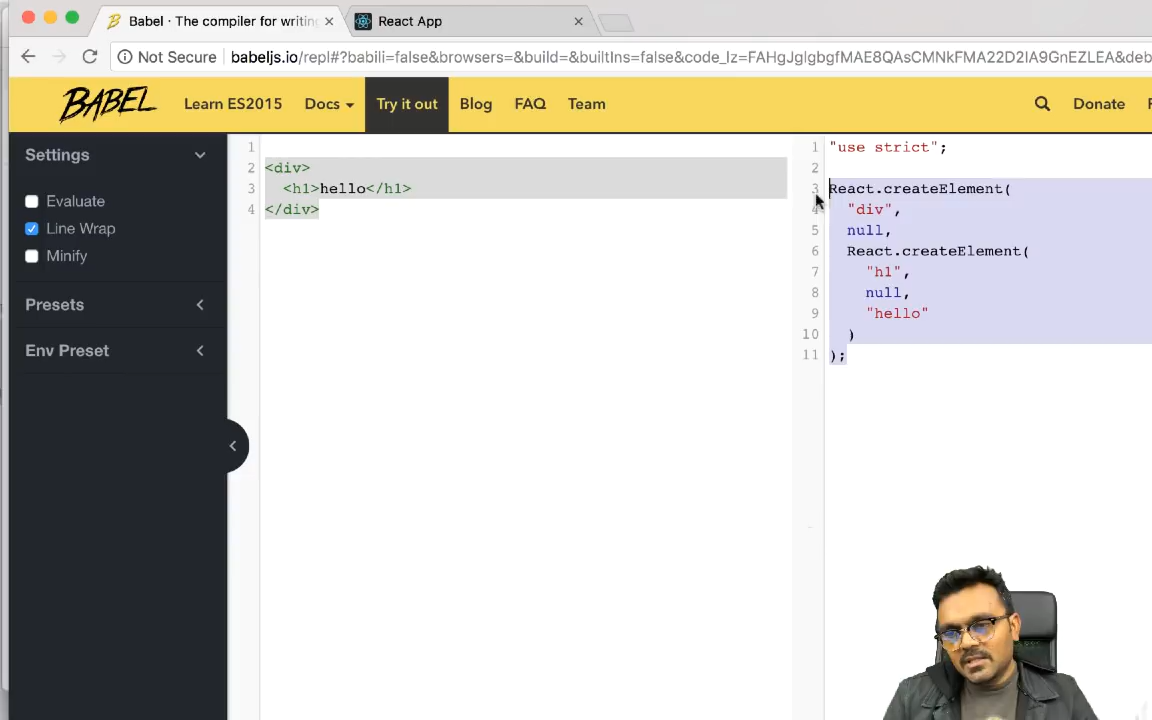 Babel · The compiler for writing
React App
Not Secure babeljs.io/repl#?babili=false&browsers=&build=&builtIns=false&code_lz=FAHgJglgbgfMAE8QAsCMNkFMA22D2IA9GnEZLEA&deb
BABEL
Learn ES2015
Docs
Try it out
Blog
FAQ
Team
Donate
Settings
Evaluate
Line Wrap
Minify
Presets
Env Preset
1
2 <div>
3 <h1>hello</h1>
4 </div>
1 "use strict";
2
3 React.createElement(
4 "div",
5 null,
6 React.createElement(
7 "h1",
8 null,
9 "hello"
10 )
11 );